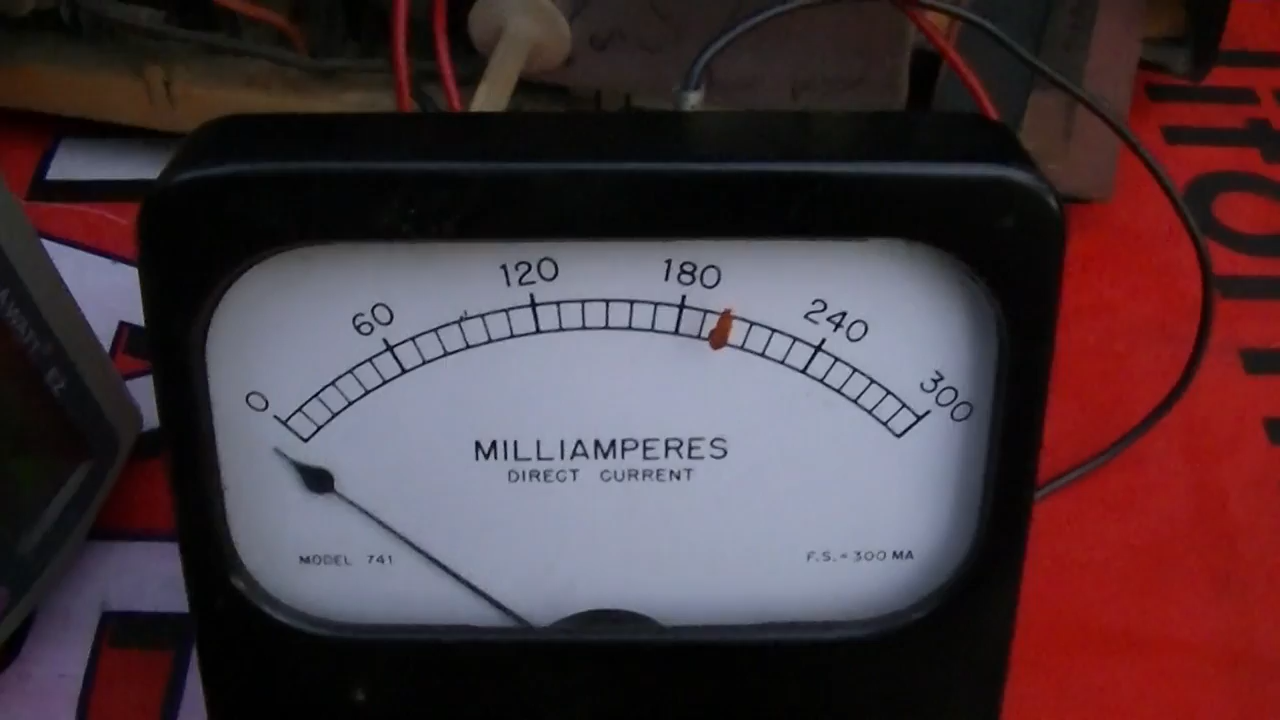 0
60
120
180
240
300
MILLIAMPERES
DIRECT CURRENT
MODEL 741
F.S. = 300 MA